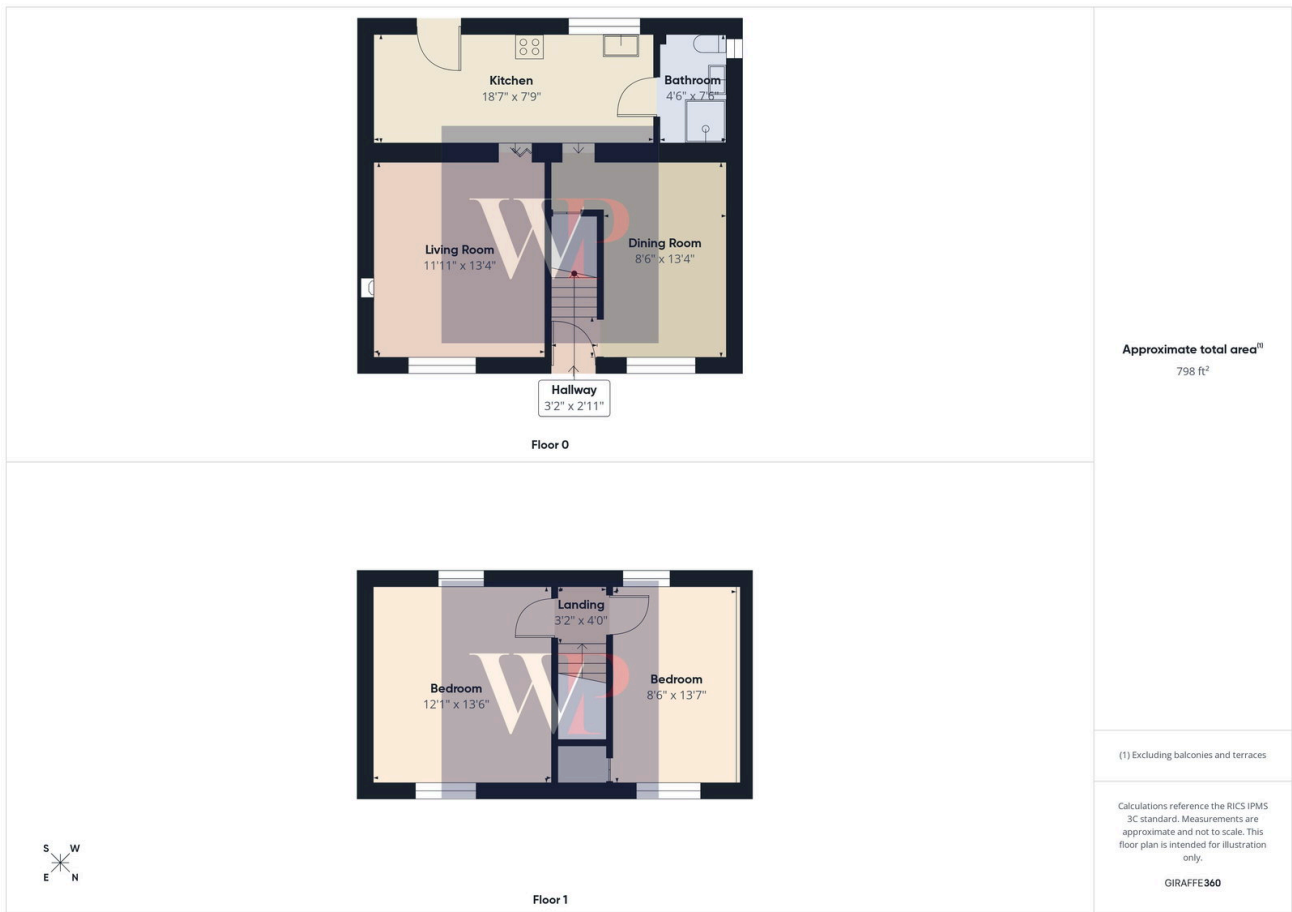 Kitchen
18'7" x 7'9"
Bathroom
4'6" x 7'6"
Living Room
11'11" x 13'4"
Dining Room
8'6" x 13'4"
WP
Hallway
3'2" x 2'11"
Floor 0
Landing
3'2" x 4'0"
Bedroom
12'1" x 13'6"
Bedroom
8'6" x 13'7"
WP
S W
E N
Floor 1
Approximate total area(1)
798 ft²
(1) Excluding balconies and terraces
Calculations reference the RICS IPMS
3C standard. Measurements are
approximate and not to scale. This
floor plan is intended for illustration
only.
GIRAFFE360